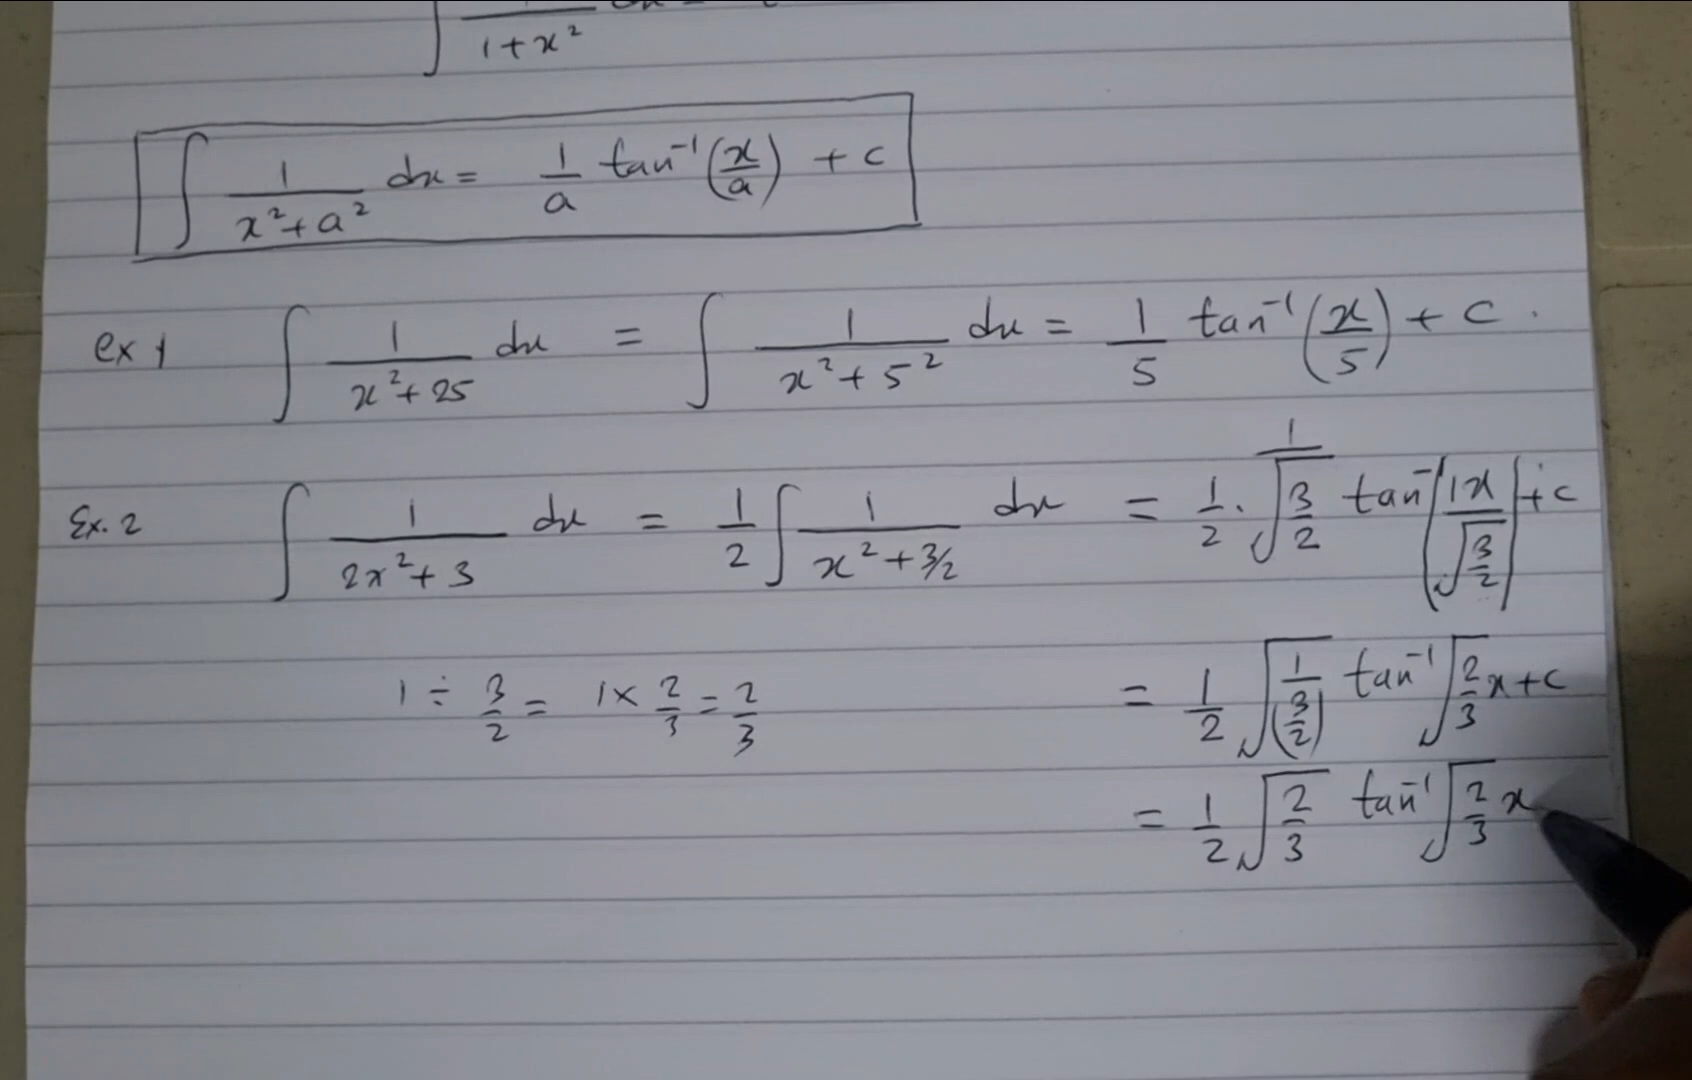 ∫ 1/(1+x²) dx =
∫ 1/(x²+a²) dx = 1/a tan⁻¹(x/a) + c
ex 1 ∫ 1/(x²+25) dx = ∫ 1/(x²+5²) dx = 1/5 tan⁻¹(x/5) + c.
Ex. 2 ∫ 1/(2x²+3) dx = 1/2 ∫ 1/(x²+3/2) dx = 1/2 . 1/√(3/2) tan⁻¹(1x/√(3/2)) + c
1 ÷ 3/2 = 1 × 2/3 = 2/3 = 1/2 √(1/(3/2)) tan⁻¹ √(2/3) x + c
= 1/2 √(2/3) tan⁻¹ √(2/3) x